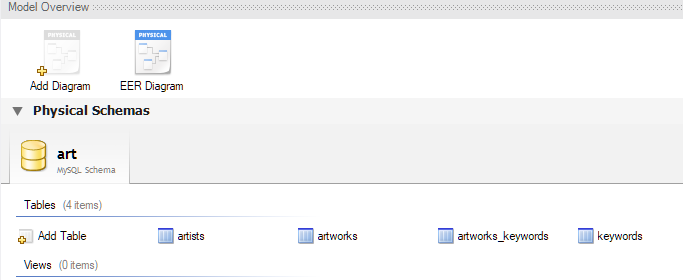 Model Overview
PHYSICAL
Add Diagram
PHYSICAL
EER Diagram
Physical Schemas
art
MySQL Schema
Tables (4 items)
Add Table artists artworks artworks_keywords keywords
Views (0 items)